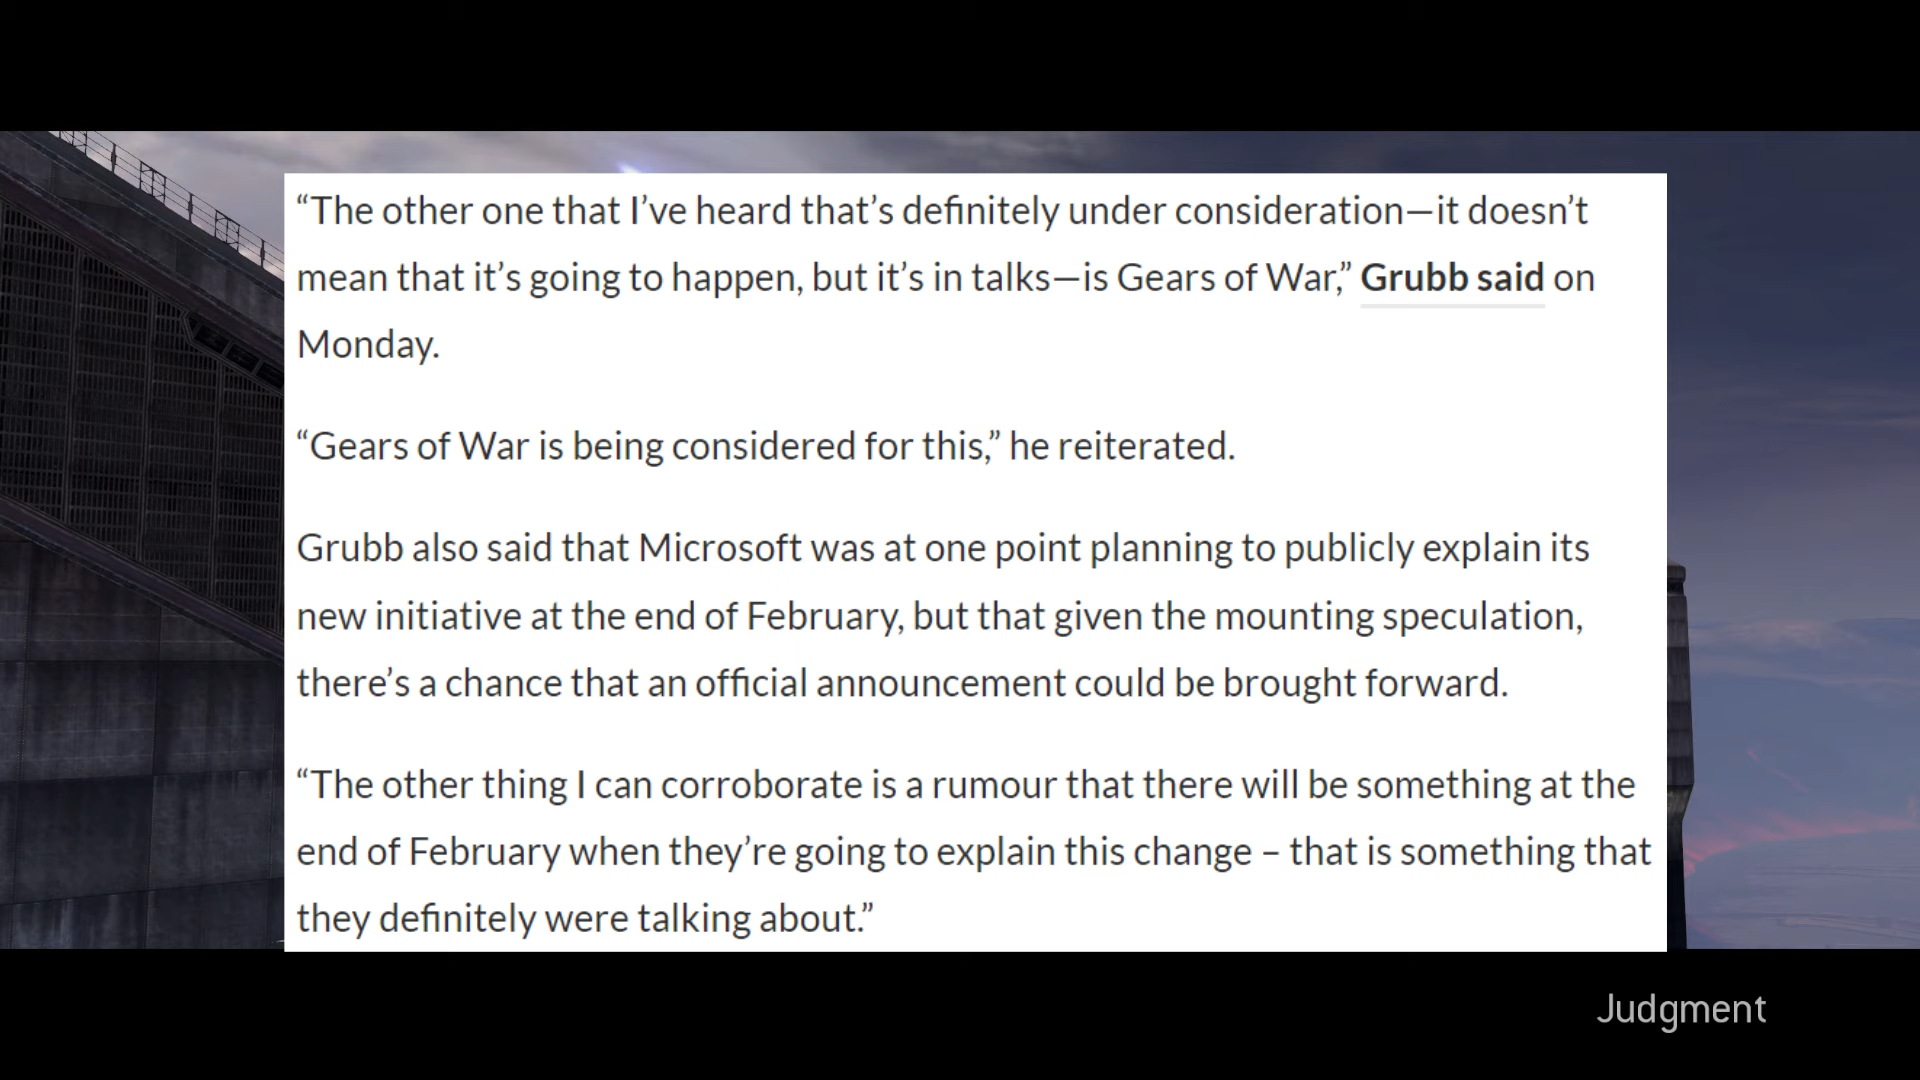 “The other one that I’ve heard that’s definitely under consideration—it doesn’t
mean that it’s going to happen, but it’s in talks—is Gears of War,” Grubb said on
Monday.
“Gears of War is being considered for this,” he reiterated.
Grubb also said that Microsoft was at one point planning to publicly explain its
new initiative at the end of February, but that given the mounting speculation,
there’s a chance that an official announcement could be brought forward.
“The other thing I can corroborate is a rumour that there will be something at the
end of February when they’re going to explain this change – that is something that
they definitely were talking about.”
Judgment